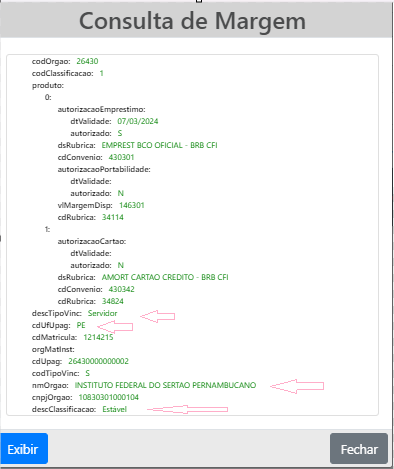 Consulta de Margem
codOrgao: 26430
codClassificacao: 1
produto:
0:
autorizacaoEmprestimo:
dtValidade: 07/03/2024
autorizado: S
dsRubrica: EMPREST BCO OFICIAL - BRB CFI
cdConvenio: 430301
autorizacaoPortabilidade:
dtValidade:
autorizado: N
vlMargemDisp: 146301
cdRubrica: 34114
1:
autorizacaoCartao:
dtValidade:
autorizado: N
dsRubrica: AMORT CARTAO CREDITO - BRB CFI
cdConvenio: 430342
cdRubrica: 34824
descTipoVinc: Servidor
cdUfUpag: PE
cdMatricula: 1214215
orgMatInst:
cdUpag: 26430000000002
codTipoVinc: S
nmOrgao: INSTITUTO FEDERAL DO SERTAO PERNAMBUCANO
cnpjOrgao: 10830301000104
descClassificacao: Estável
Exibir
Fechar